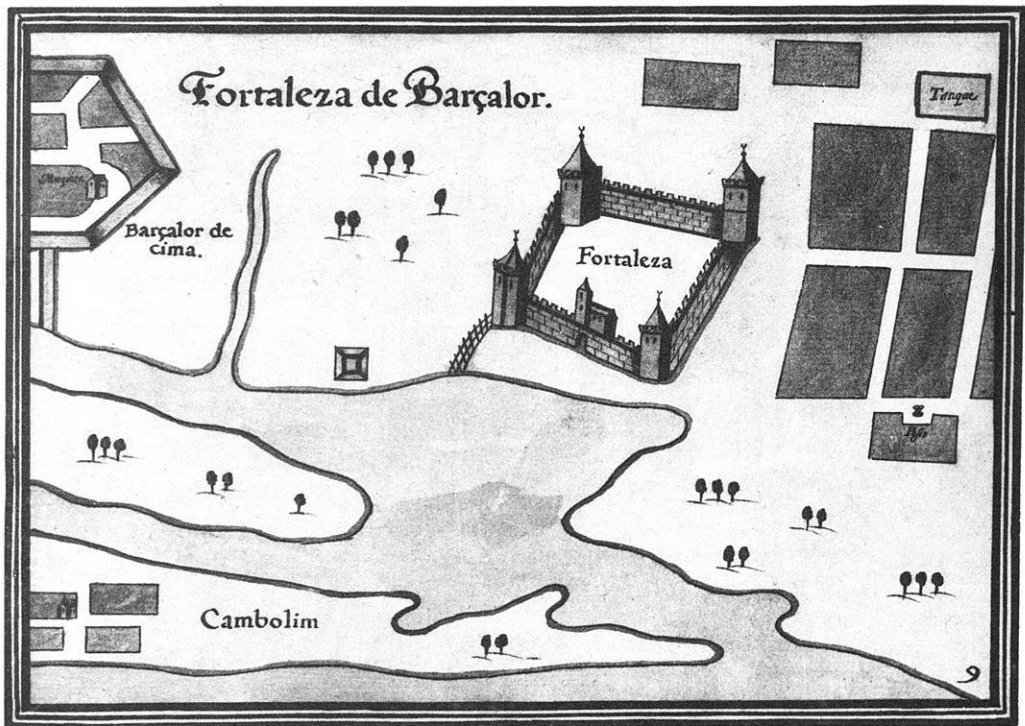 Fortaleza de Barçalor.
Tanque
Barçalor de
cima.
Fortaleza
Cambolim
9